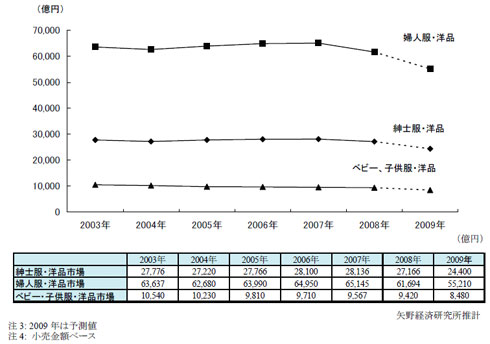 (億円)
70,000
60,000
50,000
40,000
30,000
20,000
10,000
0
婦人服・洋品
紳士服・洋品
ベビー、子供服・洋品
2003年 2004年 2005年 2006年 2007年 2008年 2009年
(億円)
2003年 2004年 2005年 2006年 2007年 2008年 2009年
紳士服・洋品市場 27,776 27,220 27,766 28,100 28,136 27,166 24,400
婦人服・洋品市場 63,637 62,680 63,990 64,950 65,145 61,694 55,210
ベビー・子供服・洋品市場 10,540 10,230 9,810 9,710 9,567 9,420 8,480
矢野経済研究所推計
注 3: 2009 年は予測値
注 4: 小売金額ベース